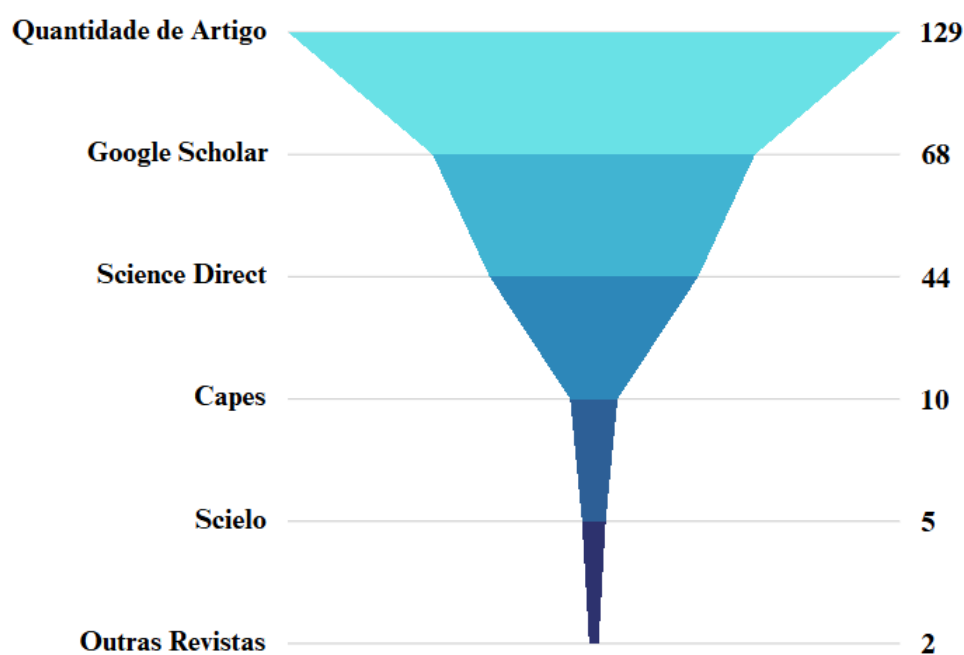 Quantidade de Artigo 129
Google Scholar 68
Science Direct 44
Capes 10
Scielo 5
Outras Revistas 2